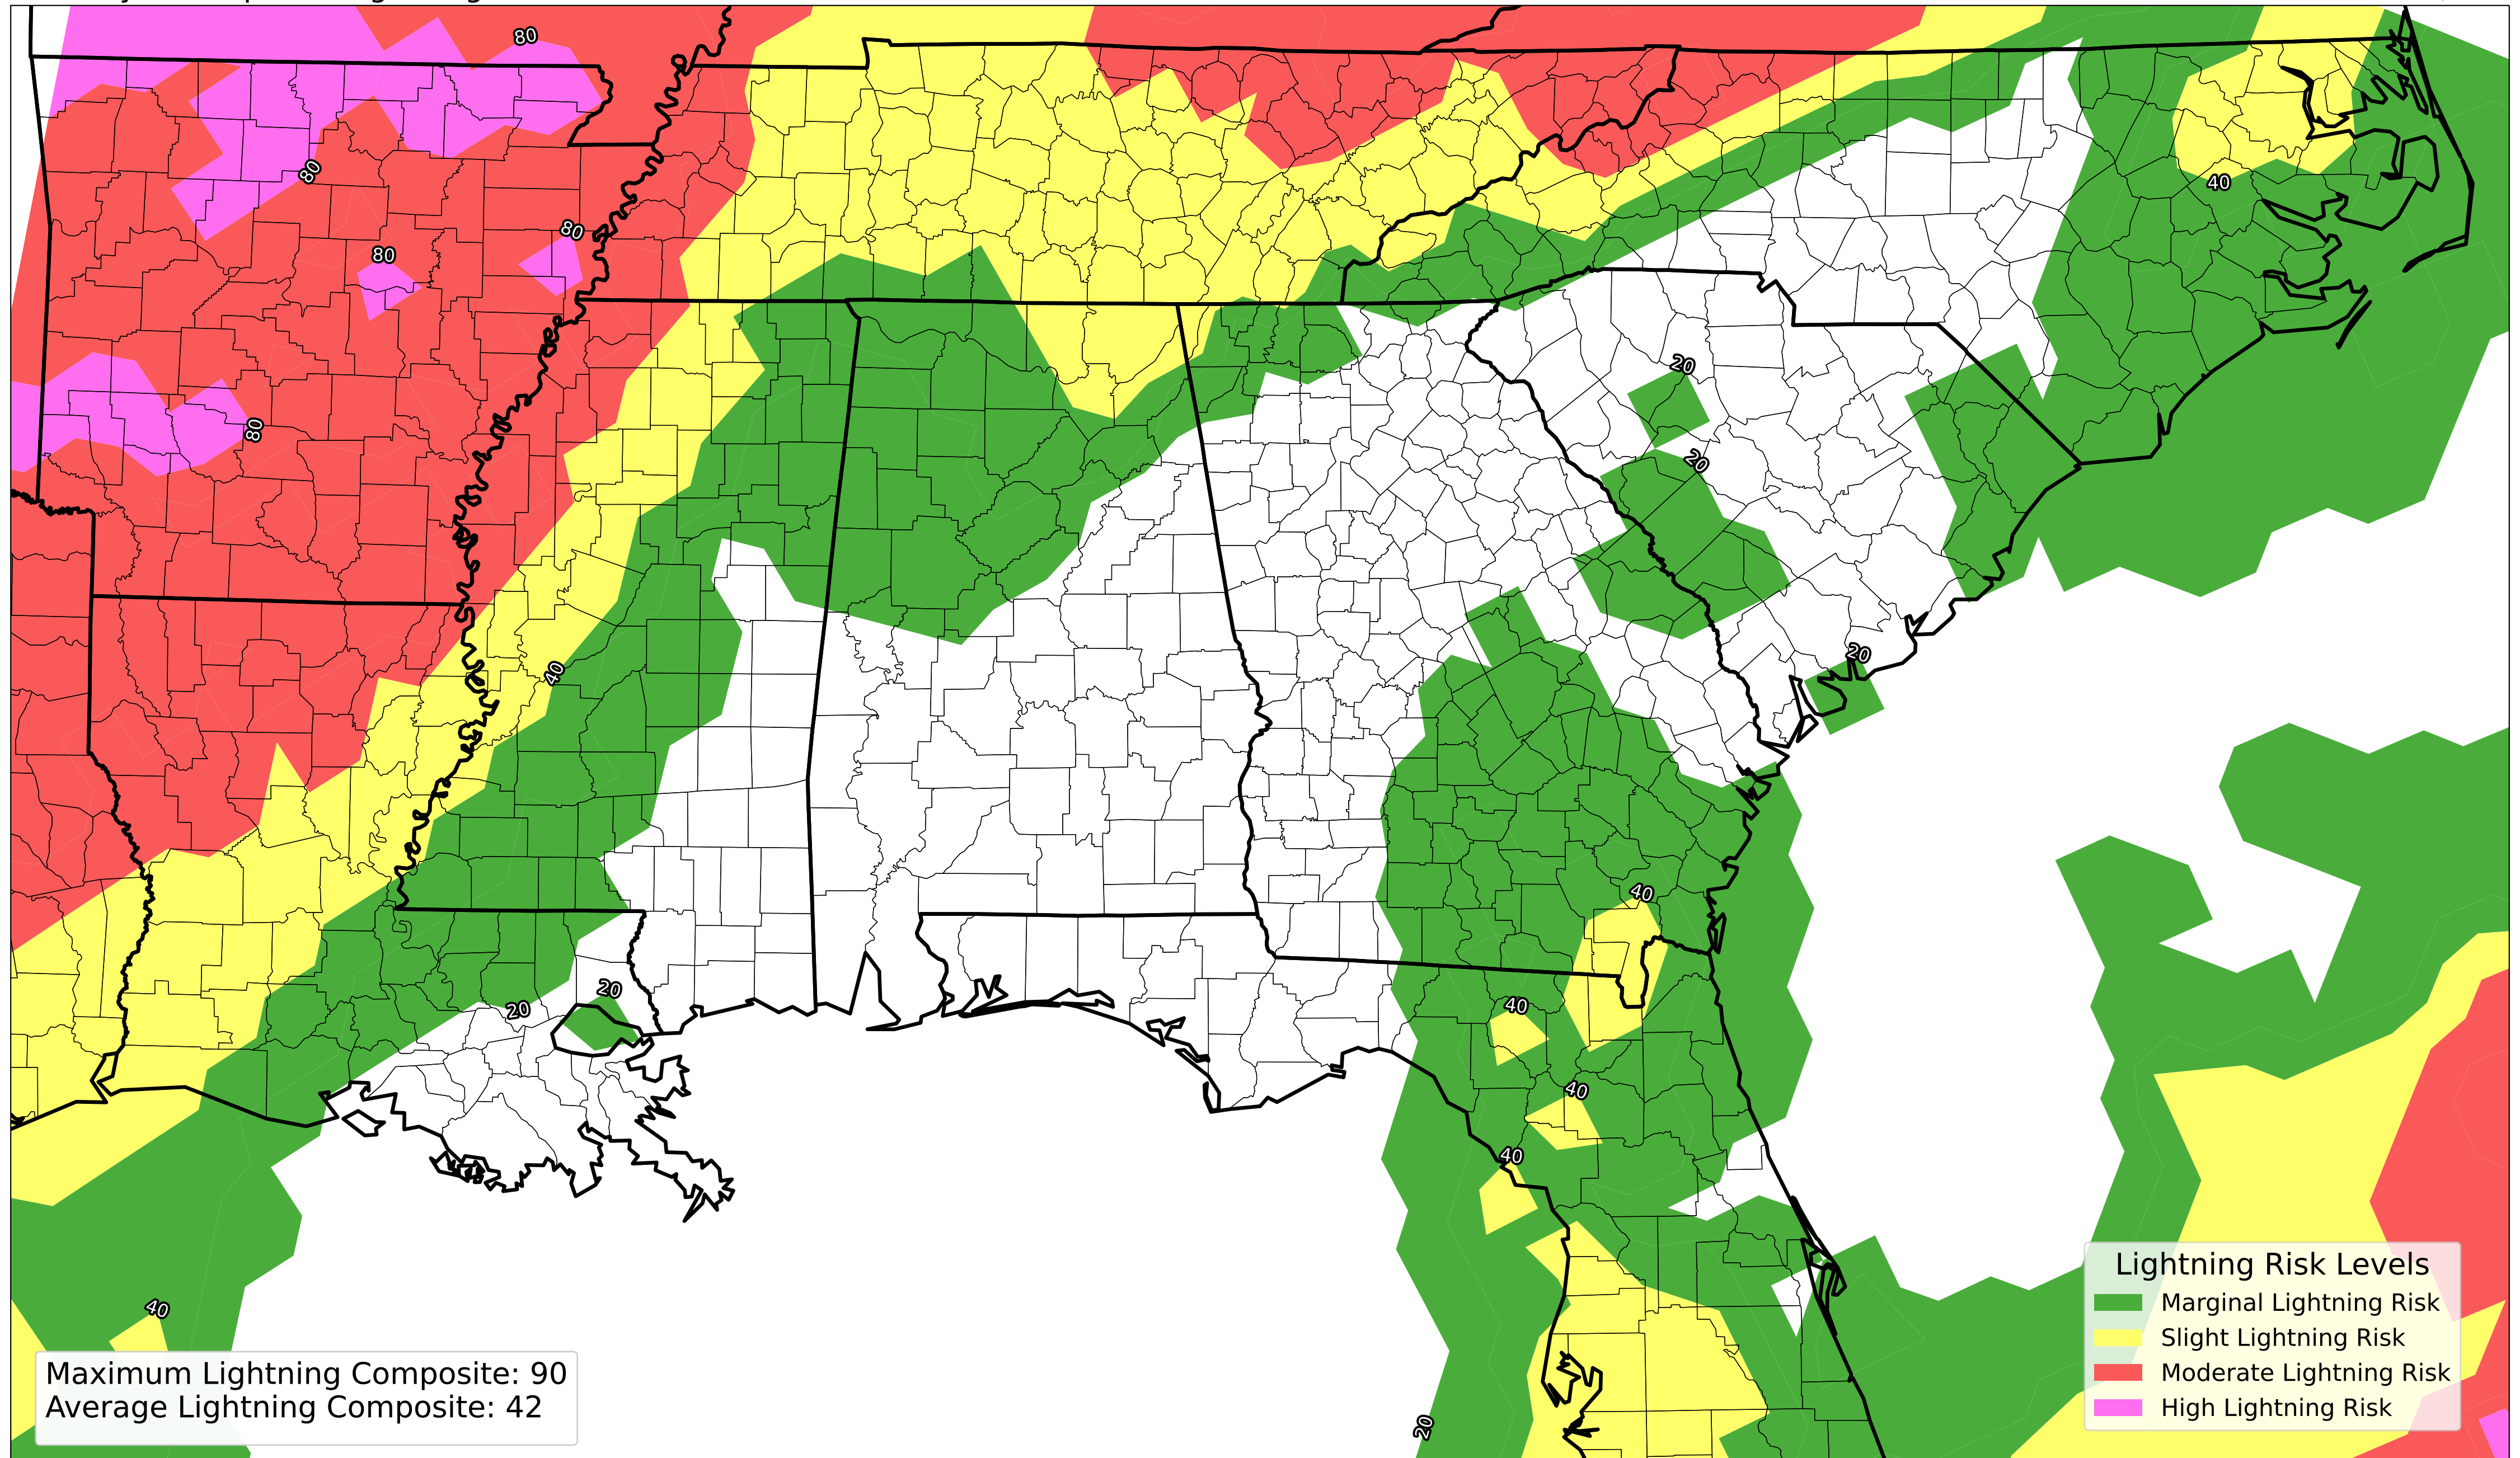 80
80
80
80
40
80
20
20
40
20
40
20
20
40
40
40
40
20
Lightning Risk Levels
Marginal Lightning Risk
Slight Lightning Risk
Moderate Lightning Risk
High Lightning Risk
Maximum Lightning Composite: 90
Average Lightning Composite: 42